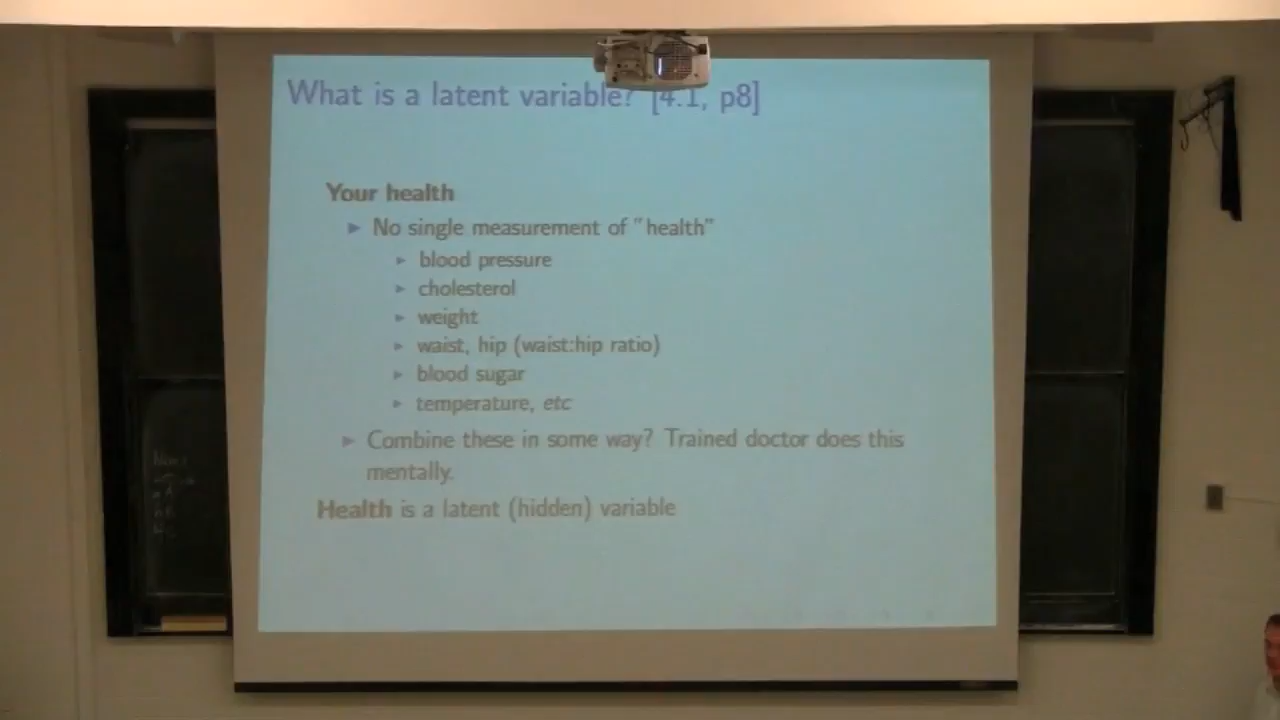 What is a latent variable? [4.1, p8]
Your health
► No single measurement of "health"
► blood pressure
► cholesterol
► weight
► waist, hip (waist:hip ratio)
► blood sugar
► temperature, etc
► Combine these in some way? Trained doctor does this
mentally.
Health is a latent (hidden) variable